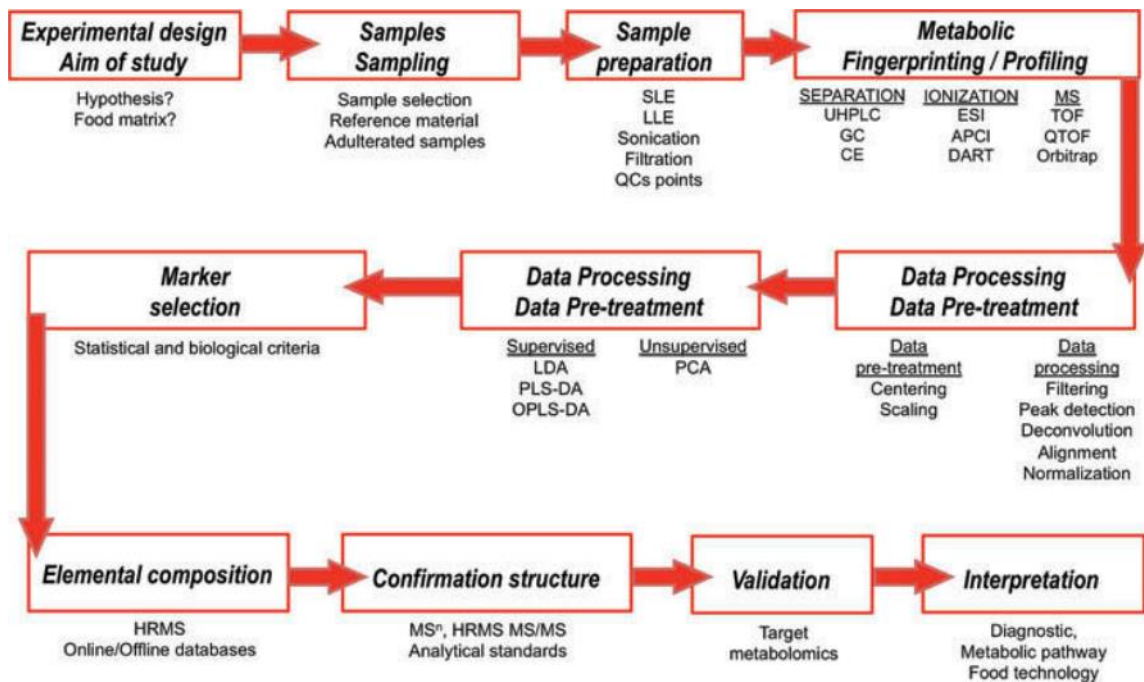 Experimental design
Aim of study
Hypothesis?
Food matrix?
Samples
Sampling
Sample selection
Reference material
Adulterated samples
Sample
preparation
SLE
LLE
Sonication
Filtration
QCs points
Metabolic
Fingerprinting / Profiling
SEPARATION IONIZATION MS
UHPLC ESI TOF
GC APCI QTOF
CE DART Orbitrap
Marker
selection
Statistical and biological criteria
Data Processing
Data Pre-treatment
Supervised Unsupervised
LDA PCA
PLS-DA
OPLS-DA
Data Processing
Data Pre-treatment
Data
pre-treatment
Centering
Scaling
Data
processing
Filtering
Peak detection
Deconvolution
Alignment
Normalization
Elemental composition
HRMS
Online/Offline databases
Confirmation structure
MSⁿ, HRMS MS/MS
Analytical standards
Validation
Target
metabolomics
Interpretation
Diagnostic,
Metabolic pathway
Food technology